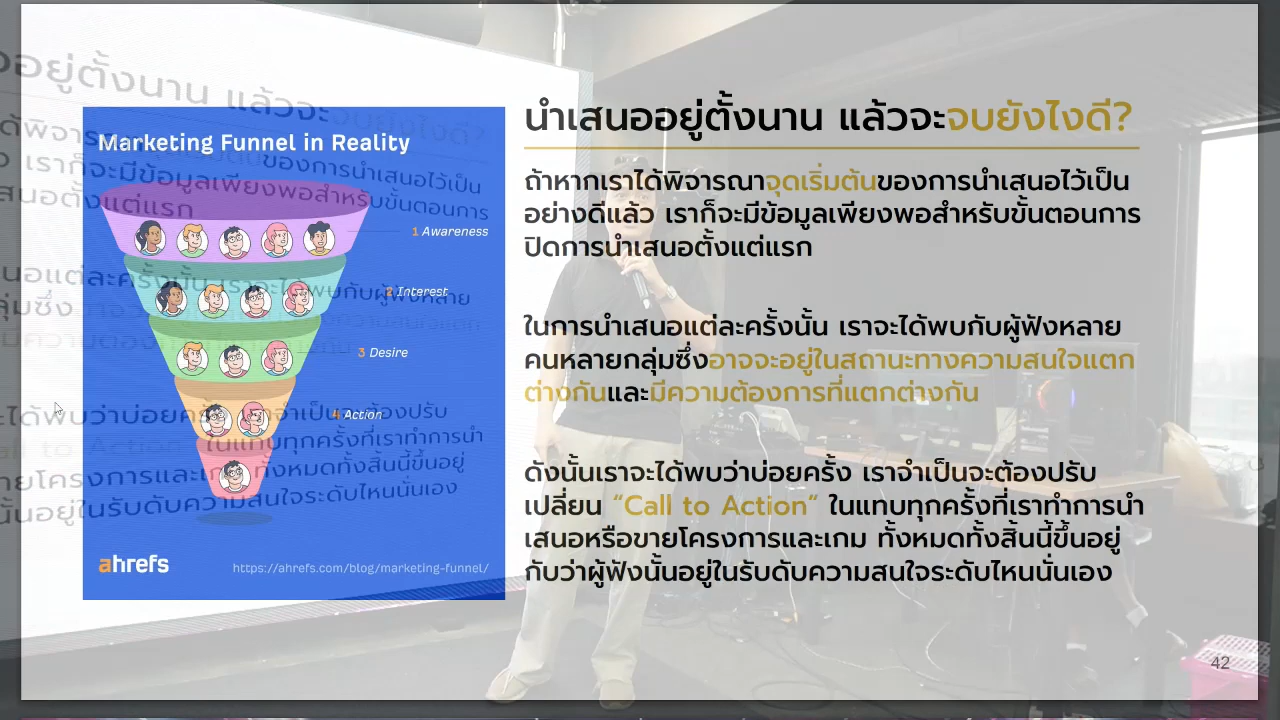 นำเสนออยู่ตั้งนาน แล้วจะจบยังไงดี?
ถ้าหากเราได้พิจารณาจุดเริ่มต้นของการนำเสนอไว้เป็น
อย่างดีแล้ว เราก็จะมีข้อมูลเพียงพอสำหรับขั้นตอนการ
ปิดการนำเสนอตั้งแต่แรก
ในการนำเสนอแต่ละครั้งนั้น เราจะได้พบกับผู้ฟังหลาย
คนหลายกลุ่มซึ่งอาจจะอยู่ในสถานะทางความสนใจแตก
ต่างกันและมีความต้องการที่แตกต่างกัน
ดังนั้นเราจะได้พบว่าบ่อยครั้ง เราจำเป็นจะต้องปรับ
เปลี่ยน “Call to Action“ ในแทบทุกครั้งที่เราทำการนำ
เสนอหรือขายโครงการและเกม ทั้งหมดทั้งสิ้นนี้ขึ้นอยู่
กับว่าผู้ฟังนั้นอยู่ในรับดับความสนใจระดับไหนนั่นเอง
Marketing Funnel in Reality
1 Awareness
2 Interest
3 Desire
4 Action
ahrefs
https://ahrefs.com/blog/marketing-funnel/
42